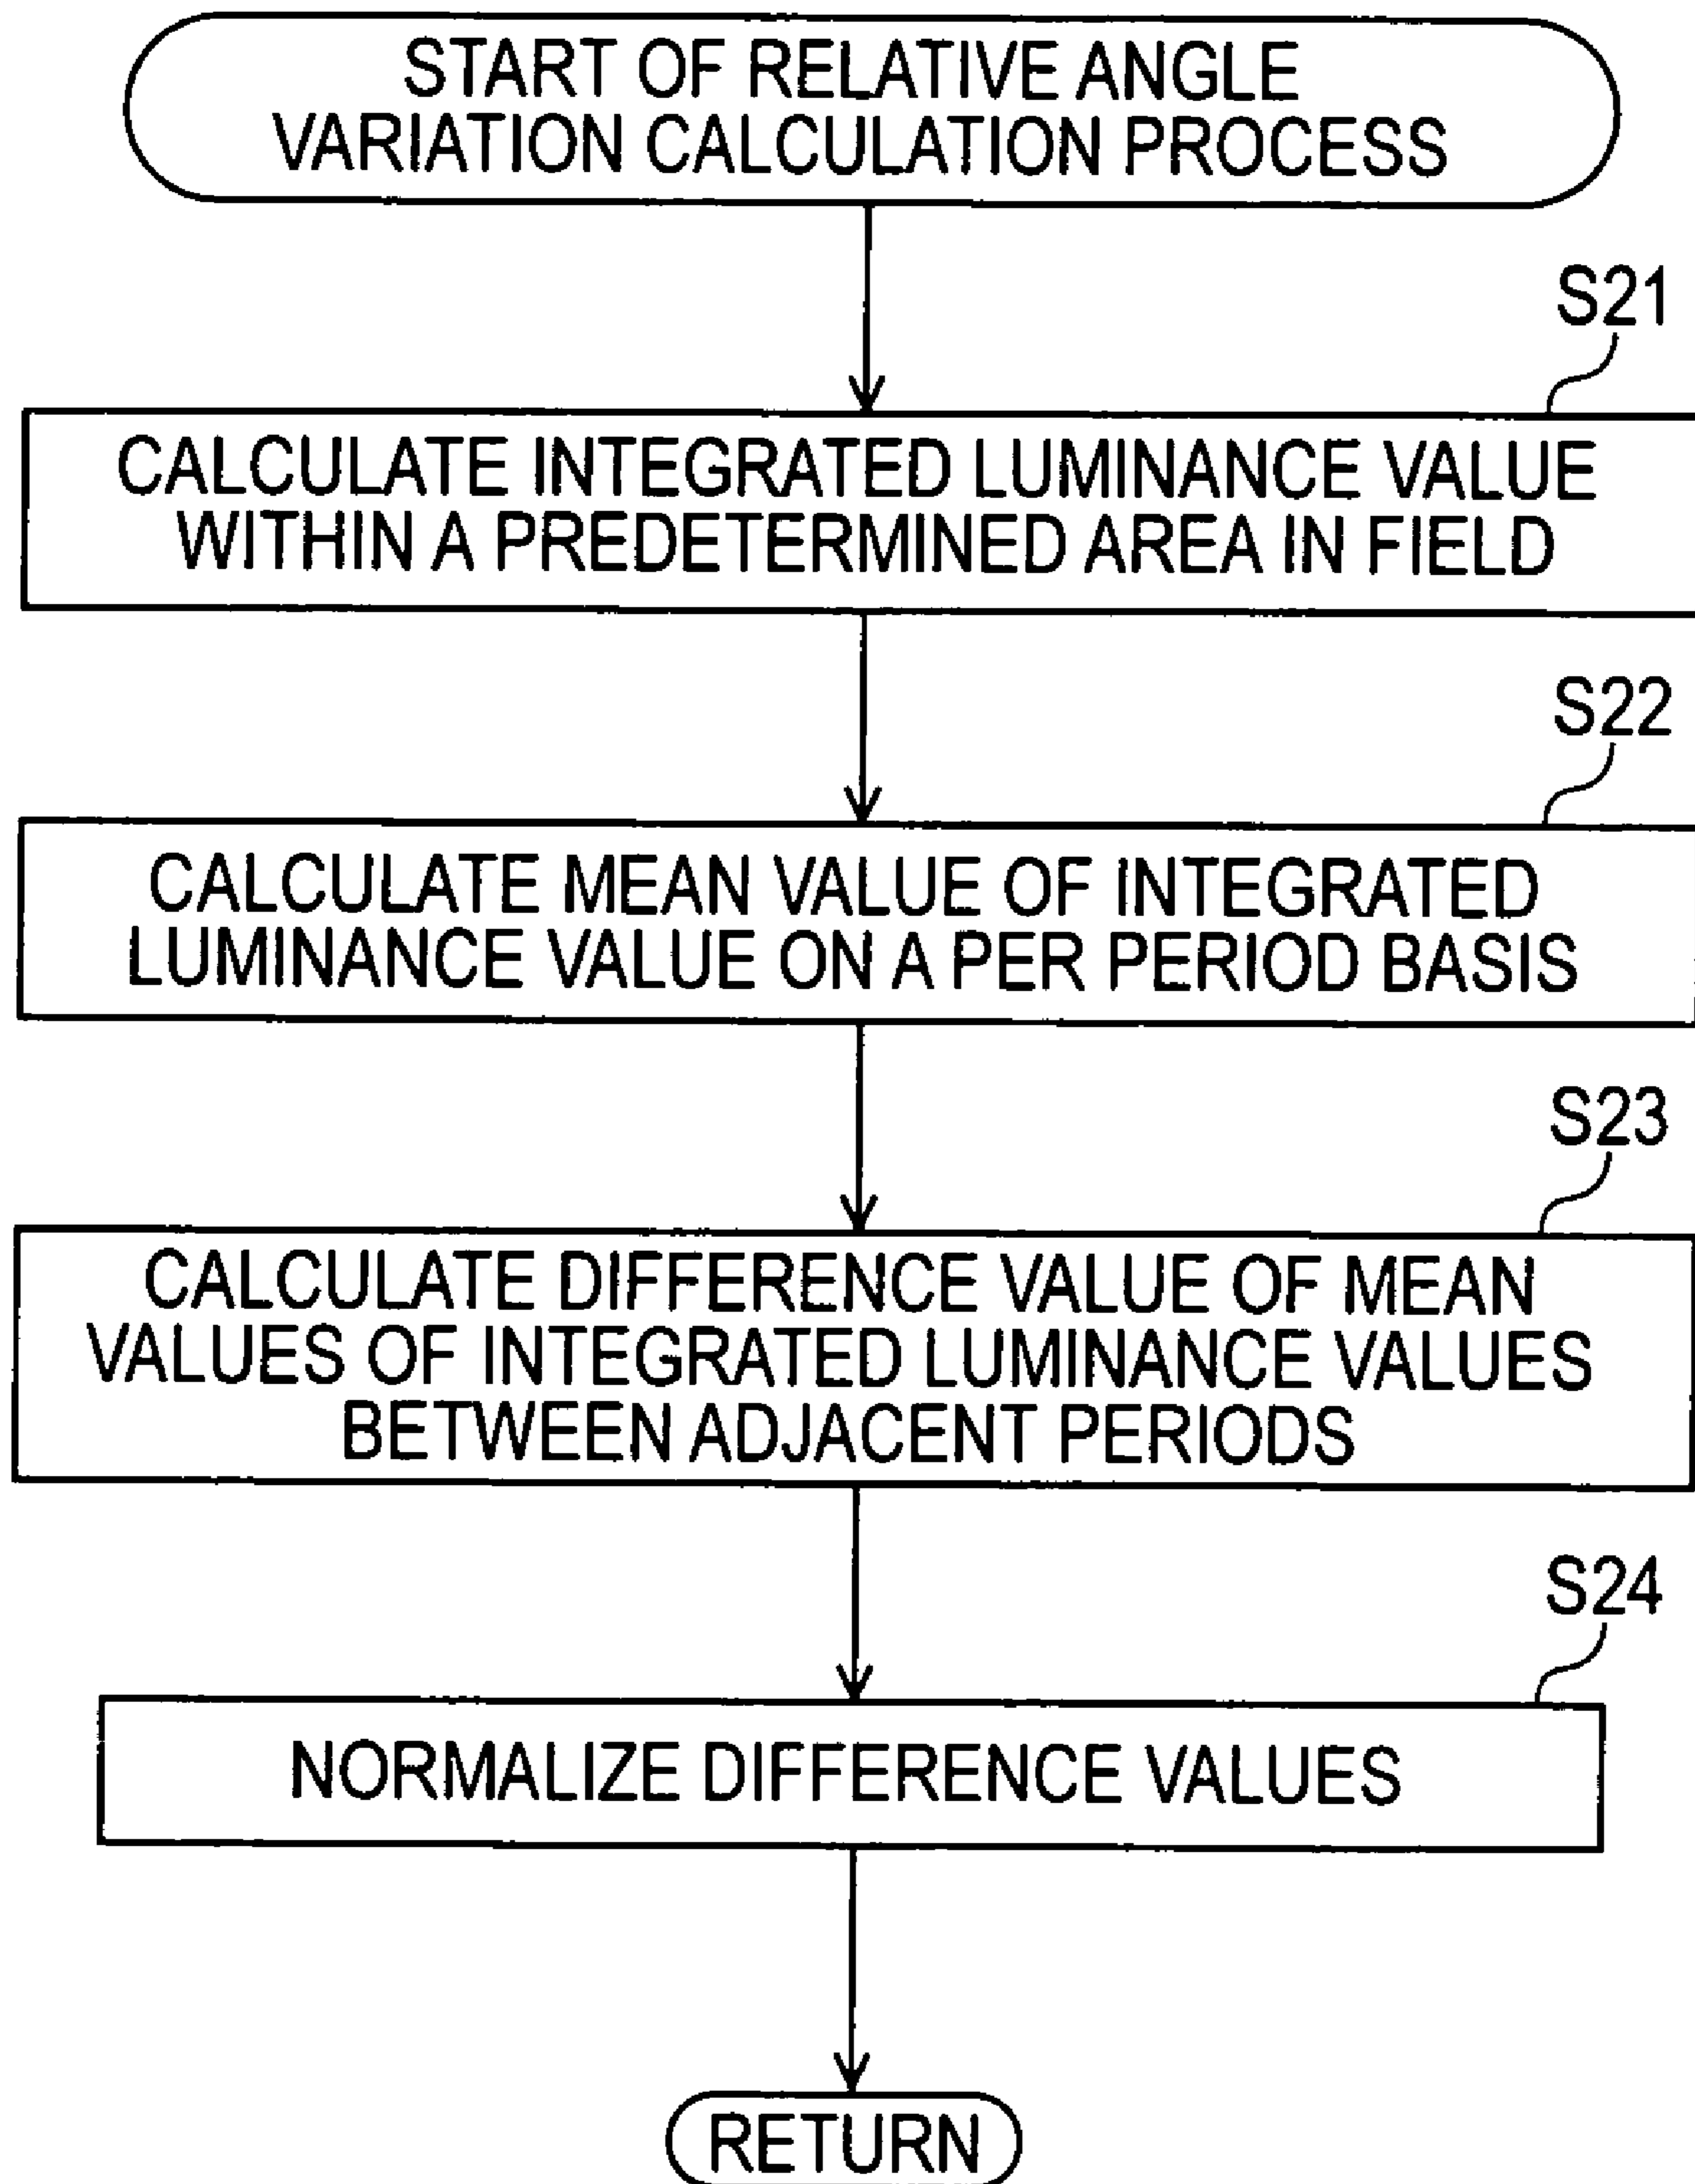 START OF RELATIVE ANGLE
VARIATION CALCULATION PROCESS
S21
CALCULATE INTEGRATED LUMINANCE VALUE
WITHIN A PREDETERMINED AREA IN FIELD
S22
CALCULATE MEAN VALUE OF INTEGRATED
LUMINANCE VALUE ON A PER PERIOD BASIS
S23
CALCULATE DIFFERENCE VALUE OF MEAN
VALUES OF INTEGRATED LUMINANCE VALUES
BETWEEN ADJACENT PERIODS
S24
NORMALIZE DIFFERENCE VALUES
RETURN